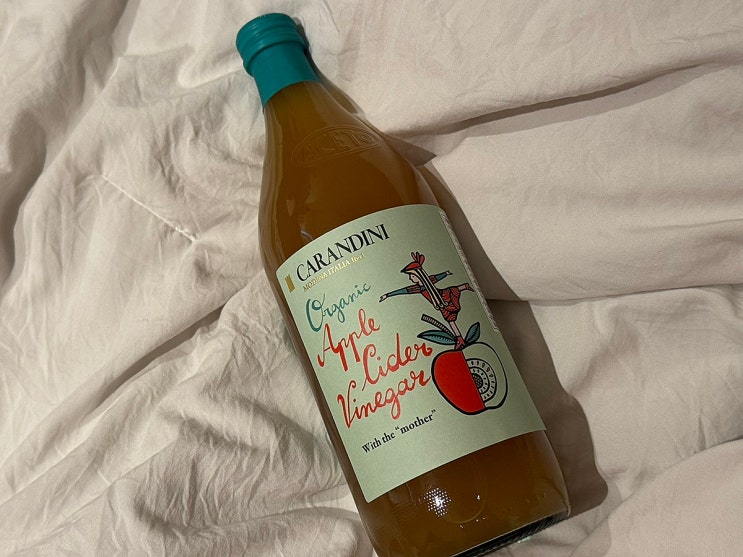 CARANDINI
MODENA ITALIA 1641
Organic
Apple
Cider
Vinegar
With the "mother"